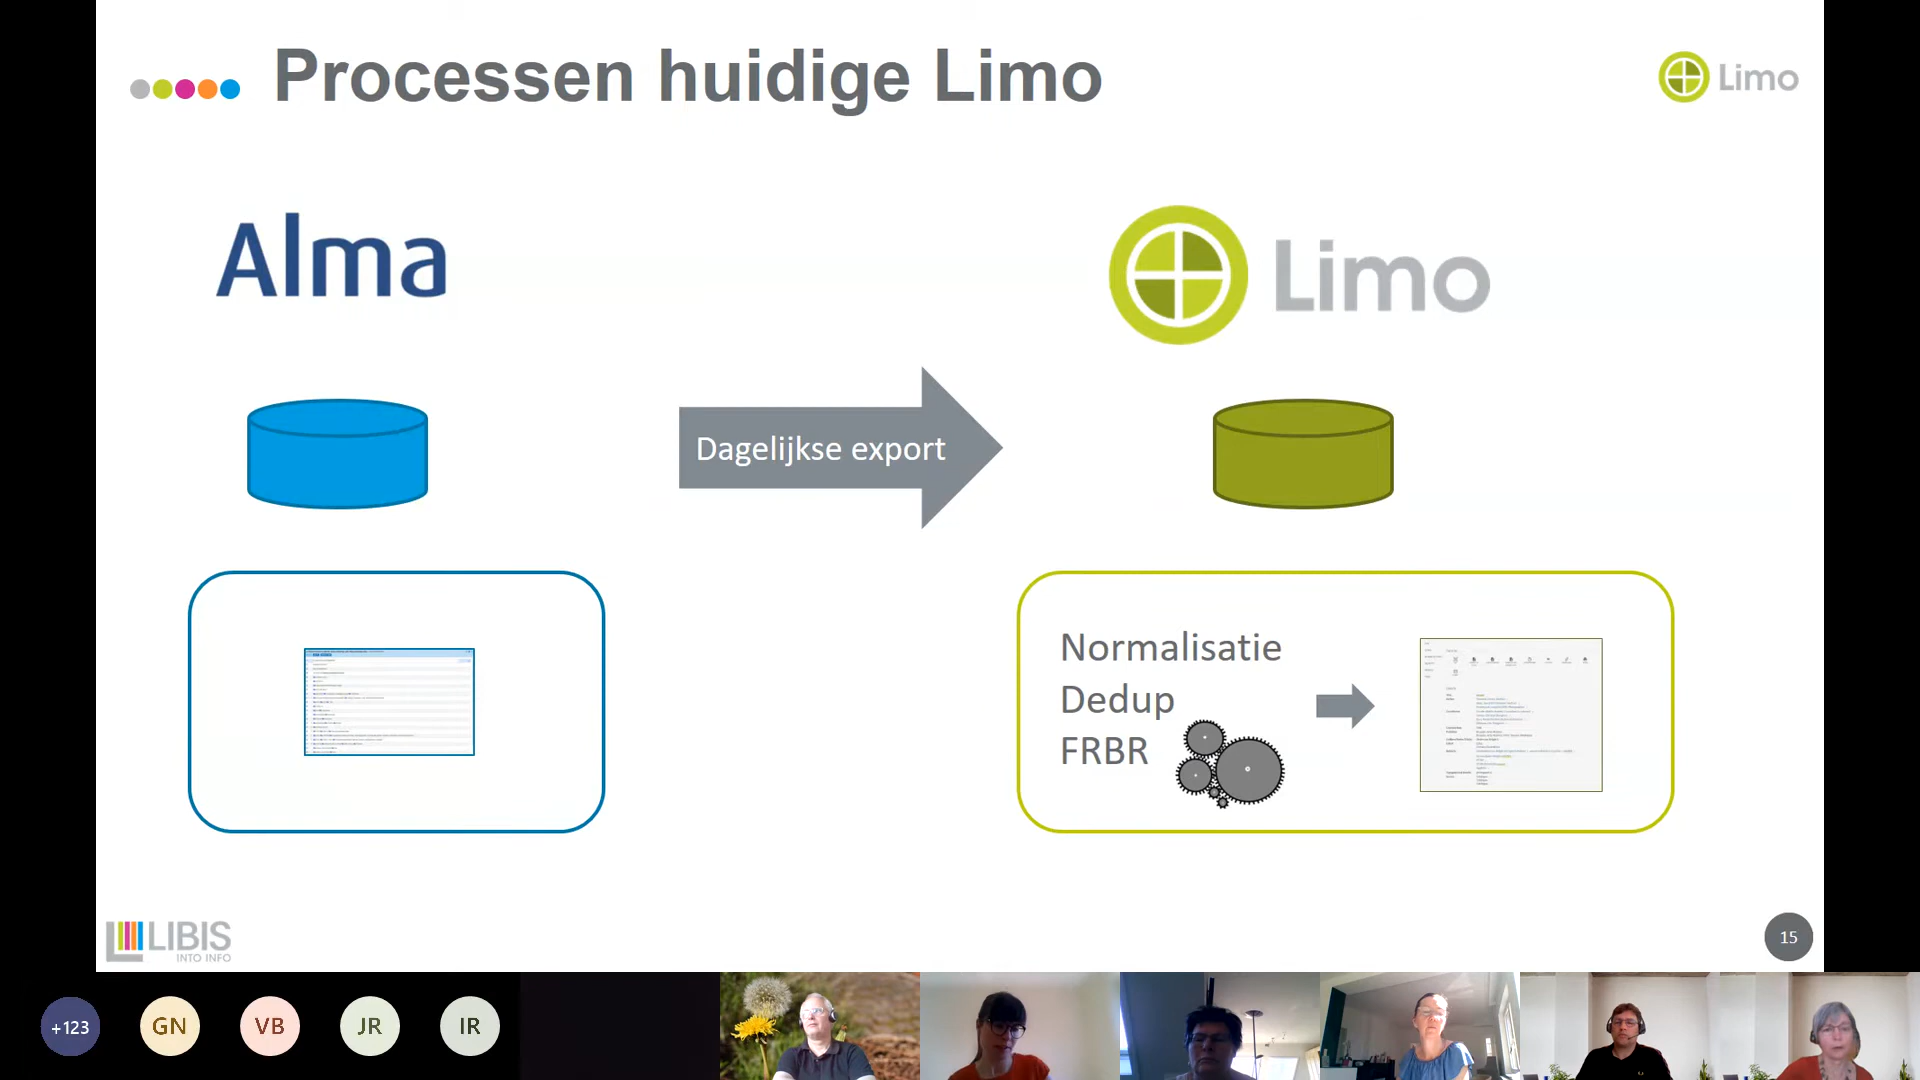 Processen huidige Limo
Limo
Alma
Limo
Dagelijkse export
Normalisatie
Dedup
FRBR
LIBIS
INTO INFO
15
+123
GN
VB
JR
IR